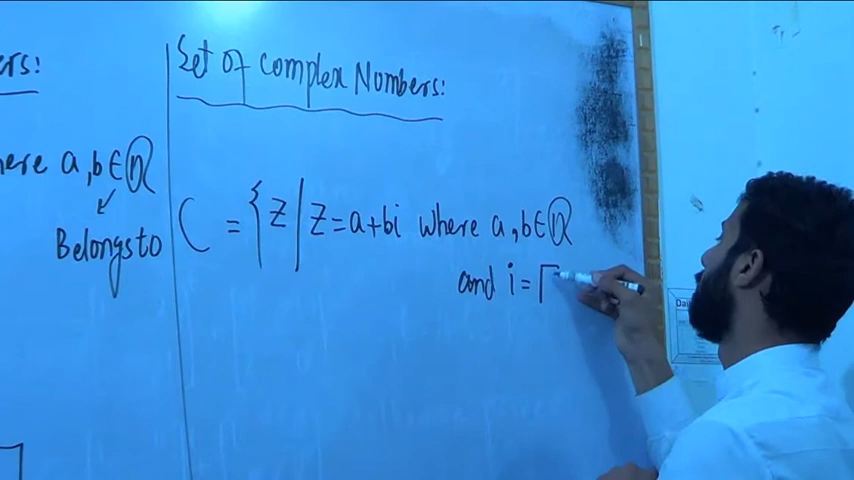 ers:
here a,b∈ℝ
Belongs to
Set of Complex Numbers:
C = {z | z=a+bi where a,b∈ℝ
and i=√